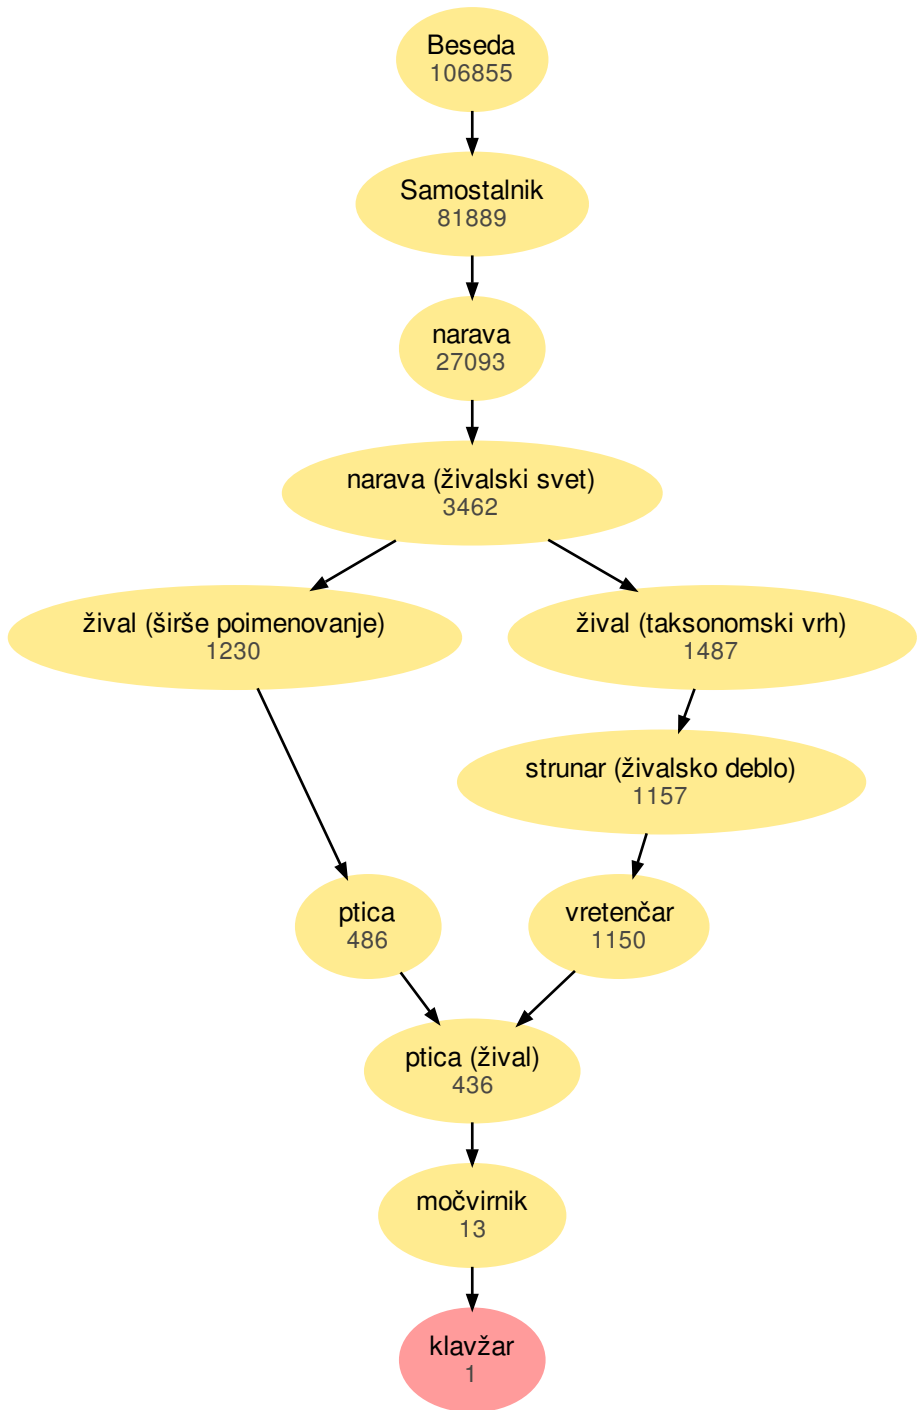 Beseda
106855
Samostalnik
81889
narava
27093
narava (živalski svet)
3462
žival (širše poimenovanje)
1230
žival (taksonomski vrh)
1487
strunar (živalsko deblo)
1157
ptica
486
vretenčar
1150
ptica (žival)
436
močvirnik
13
klavžar
1